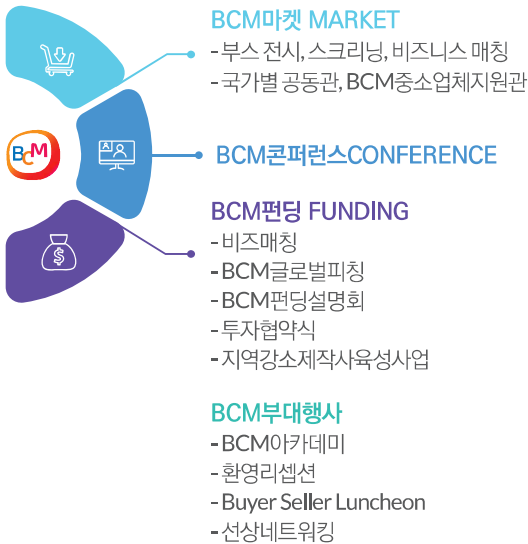 BCM마켓 MARKET
- 부스 전시, 스크리닝, 비즈니스 매칭
- 국가별 공동관, BCM중소업체지원관
BCM
A
BCM콘퍼런스CONFERENCE
BCM펀딩 FUNDING
- 비즈매칭
- BCM글로벌피칭
- BCM펀딩설명회
- 투자협약식
- 지역강소제작사육성사업
$
BCM부대행사
- BCM아카데미
- 환영리셉션
- Buyer Seller Luncheon
- 선상네트워킹